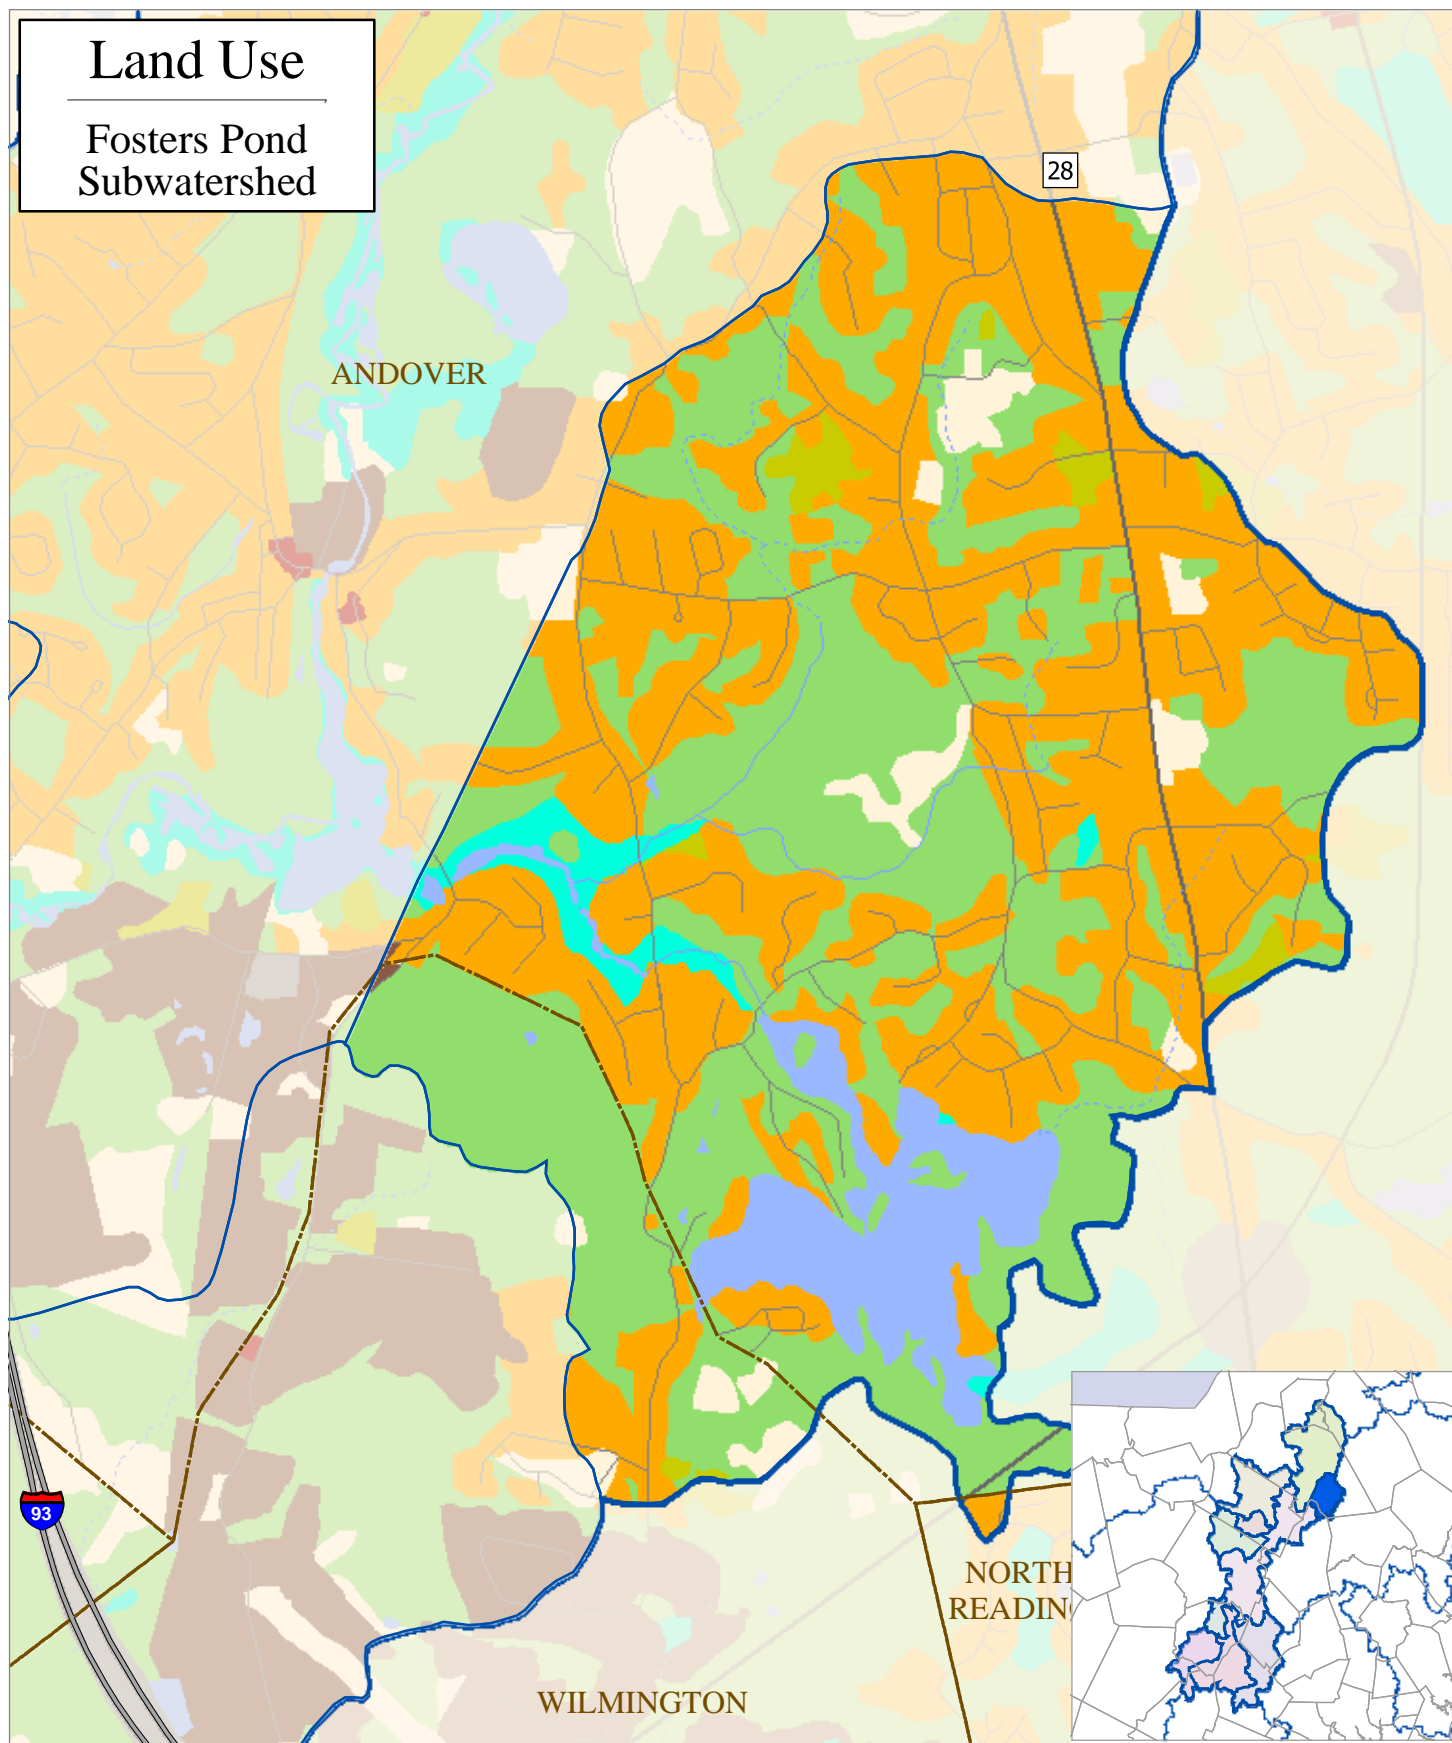 Land Use
Fosters Pond
Subwatershed
28
ANDOVER
93
NORTH
READIN
WILMINGTON